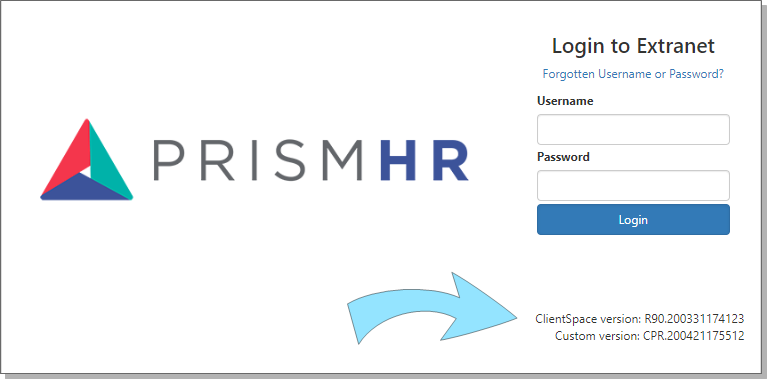 PRISMHR
Login to Extranet
Forgotten Username or Password?
Username
Password
Login
ClientSpace version: R90.200331174123
Custom version: CPR.200421175512